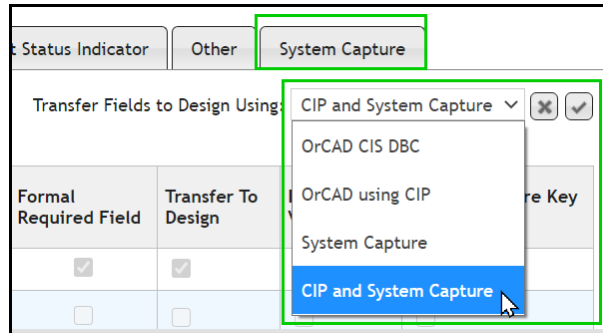 t Status Indicator
Other
System Capture
Transfer Fields to Design Using:
CIP and System Capture
OrCAD CIS DBC
OrCAD using CIP
System Capture
CIP and System Capture
Formal
Required Field
Transfer To
Design
re Key